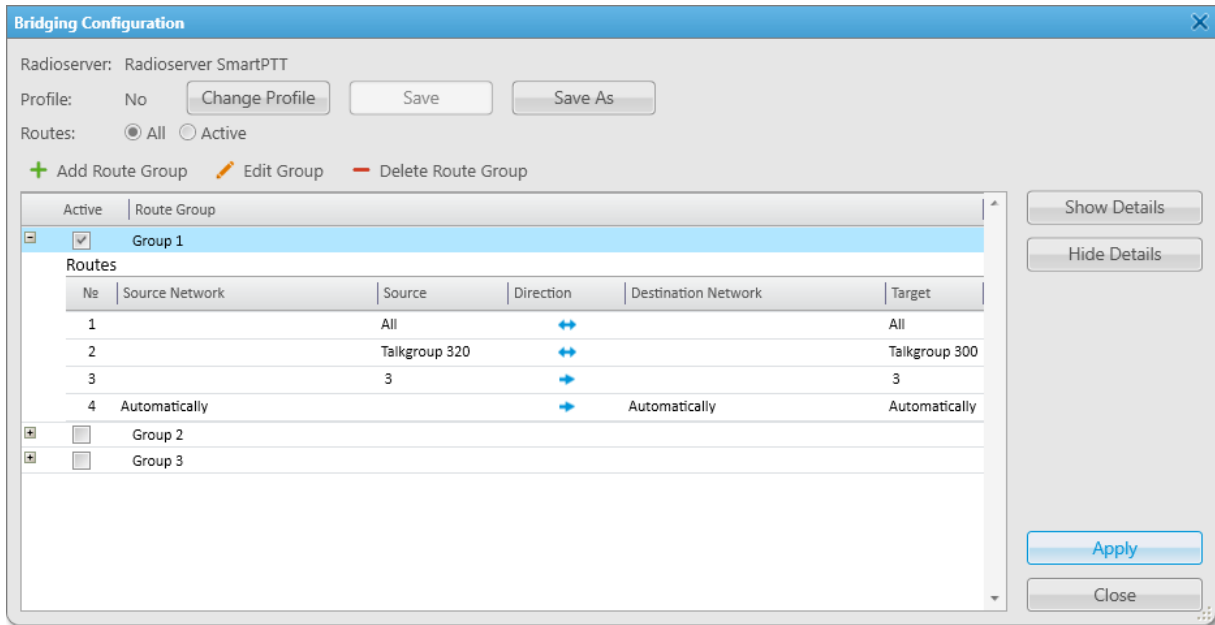 Bridging Configuration
Radioserver: Radioserver SmartPTT
Profile: No Change Profile Save Save As
Routes: All Active
Add Route Group Edit Group Delete Route Group
Active Route Group Show Details
Group 1
Routes Hide Details
№ Source Network Source Direction Destination Network Target
1 All All
2 Talkgroup 320 Talkgroup 300
3 3 3
4 Automatically Automatically Automatically
Group 2
Group 3
Apply
Close